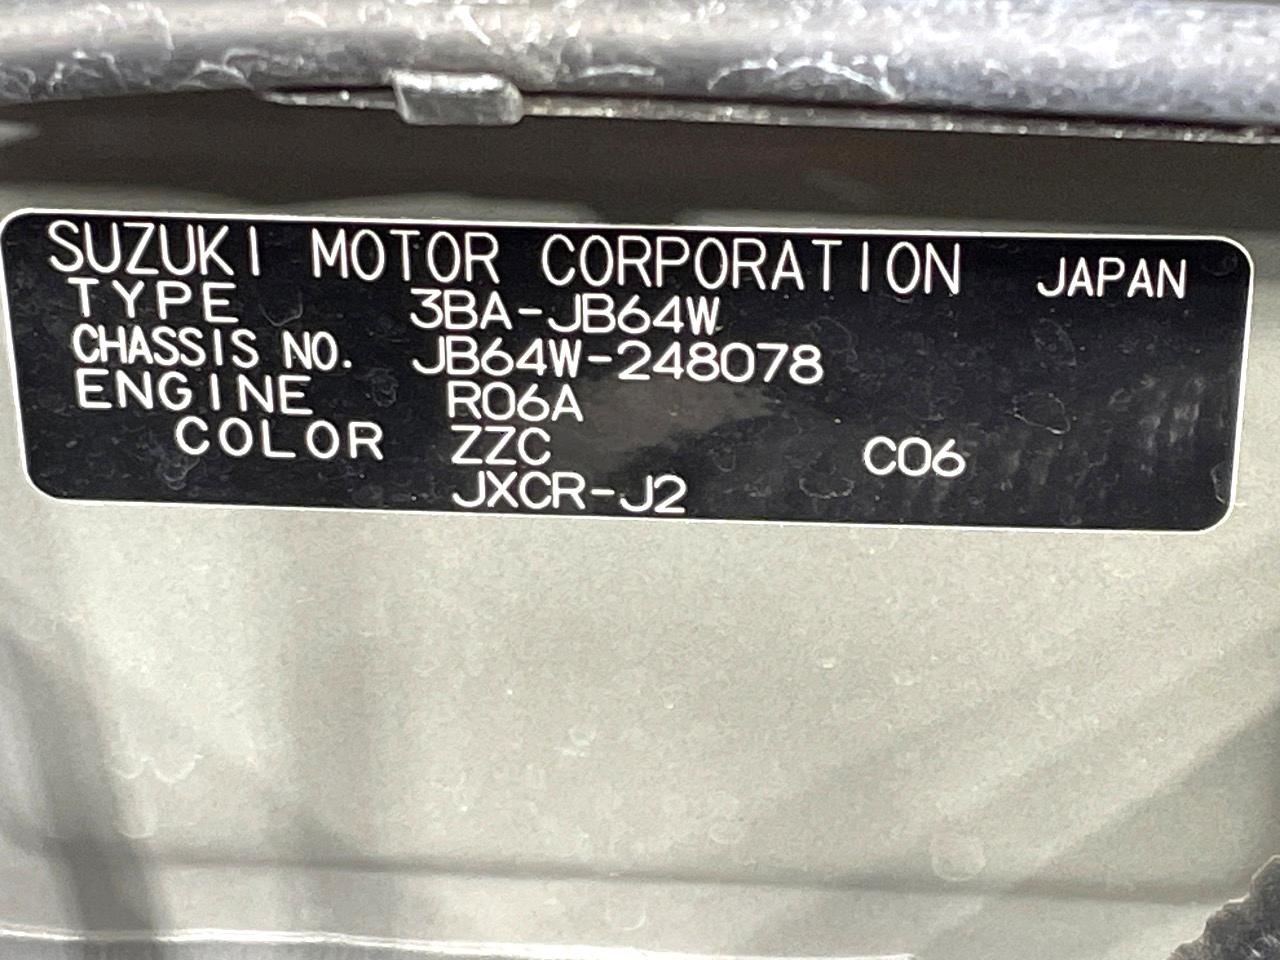 SUZUKI MOTOR CORPORATION JAPAN
TYPE 3BA-JB64W
CHASSIS NO. JB64W-248078
ENGINE R06A
COLOR ZZC C06
JXCR-J2